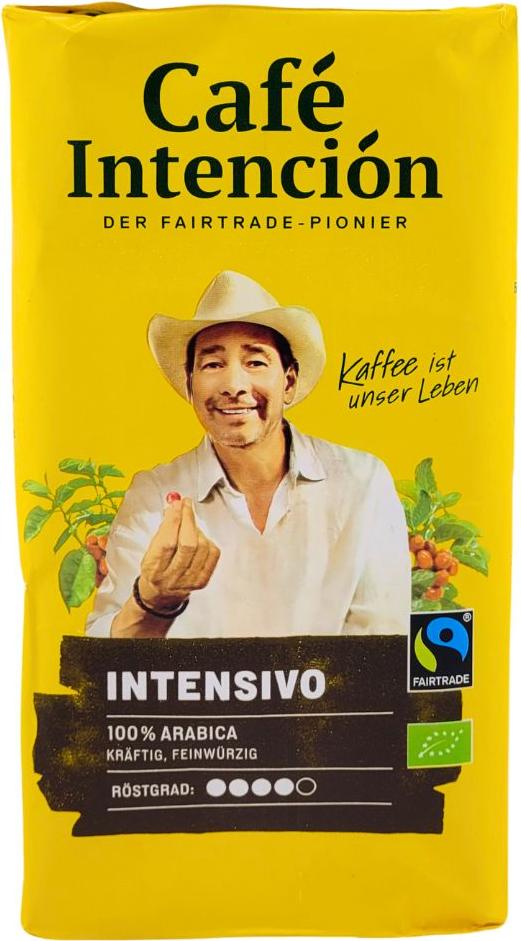 Café
Intención
DER FAIRTRADE-PIONIER
Kaffee ist
unser Leben
®
FAIRTRADE
INTENSIVO
100% ARABICA
KRÄFTIG, FEINWÜRZIG
RÖSTGRAD: